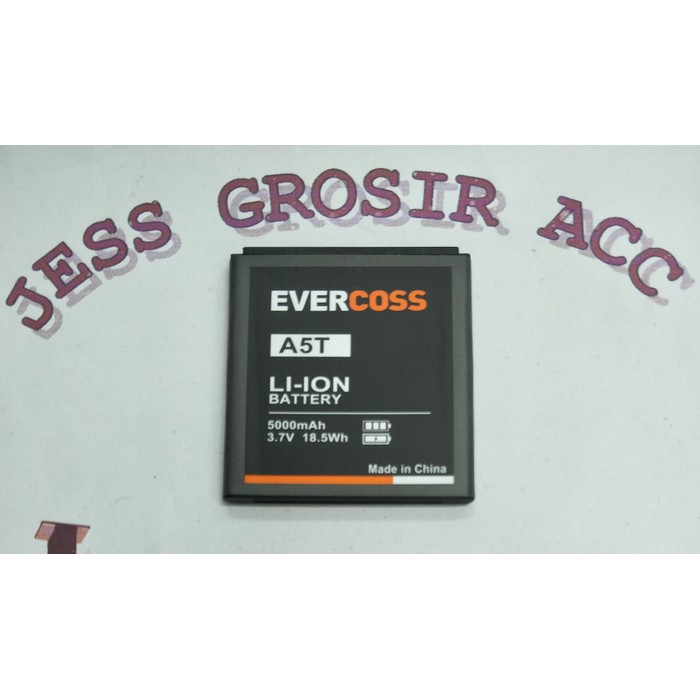 JESS GROSIR ACC
EVERCOSS
A5T
LI-ION
BATTERY
5000mAh
3.7V 18.5Wh
Made in China